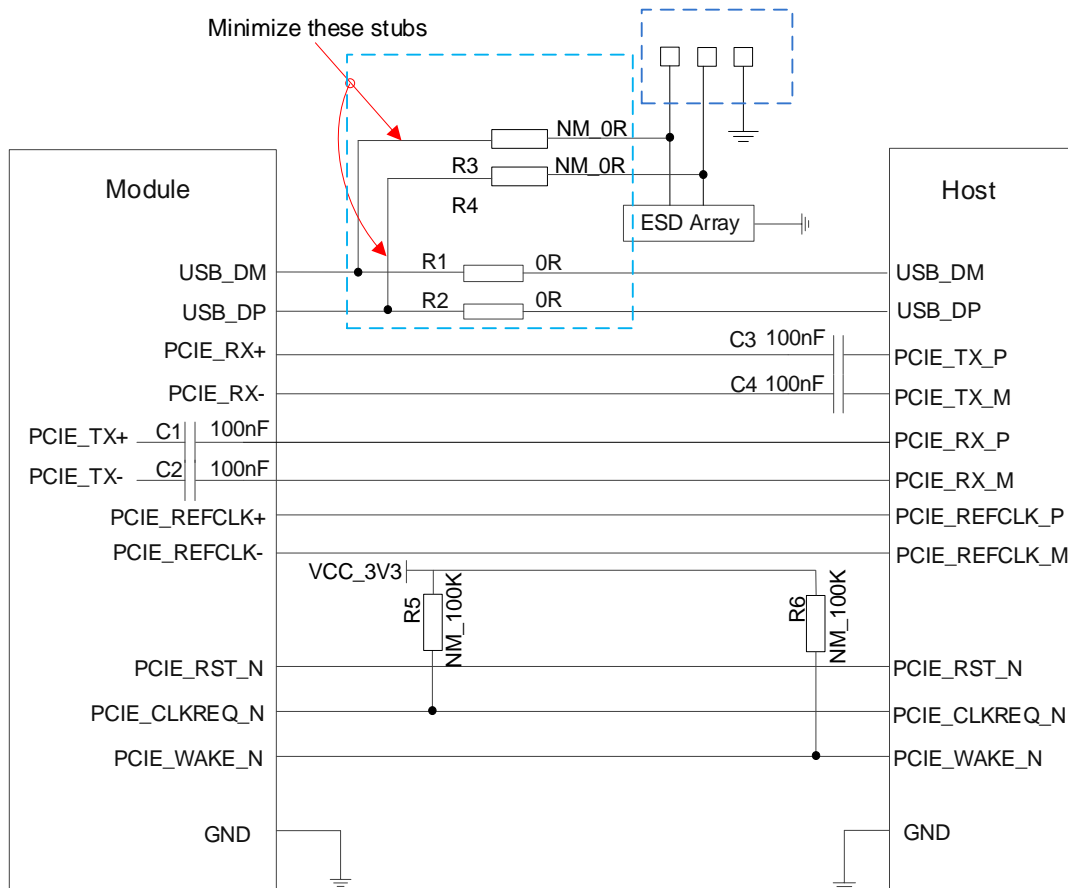 Minimize these stubs
NM_0R
R3
NM_0R
R4
Module
Host
ESD Array
USB_DM
R1
0R
USB_DM
USB_DP
R2
0R
USB_DP
PCIE_RX+
C3 100nF
PCIE_TX_P
PCIE_RX-
C4 100nF
PCIE_TX_M
PCIE_TX+
C1
100nF
PCIE_RX_P
PCIE_TX-
C2
100nF
PCIE_RX_M
PCIE_REFCLK+
PCIE_REFCLK_P
PCIE_REFCLK-
PCIE_REFCLK_M
VCC_3V3
R5
NM_100K
R6
NM_100K
PCIE_RST_N
PCIE_RST_N
PCIE_CLKREQ_N
PCIE_CLKREQ_N
PCIE_WAKE_N
PCIE_WAKE_N
GND
GND